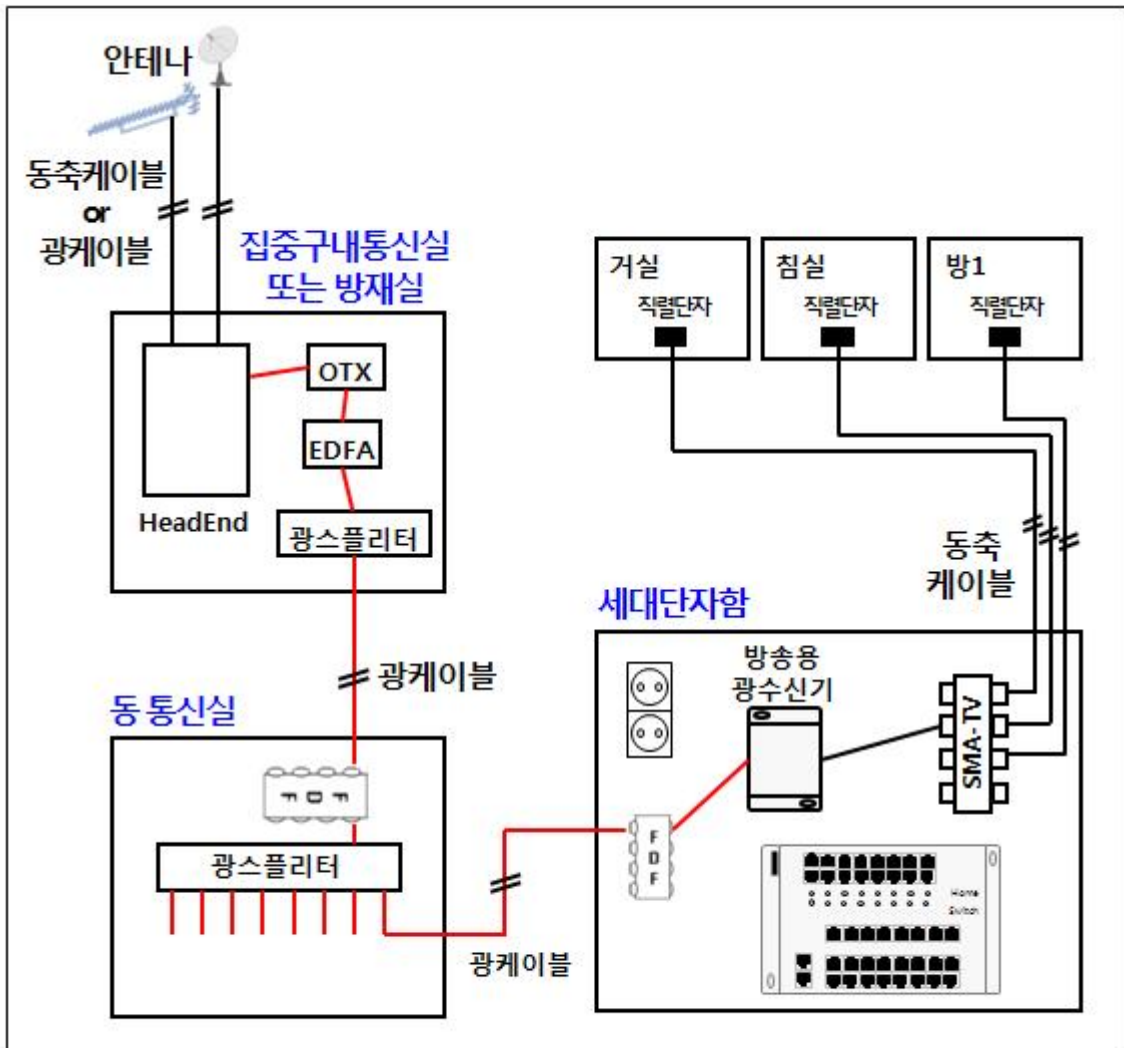 안테나
동축케이블
or
광케이블
집중구내통신실
또는 방재실
OTX
EDFA
HeadEnd
광스플리터
광케이블
동 통신실
FDF
광스플리터
광케이블
거실
직렬단자
침실
직렬단자
방1
직렬단자
동축
케이블
세대단자함
방송용
광수신기
SMA-TV
FDF
Home
Switch